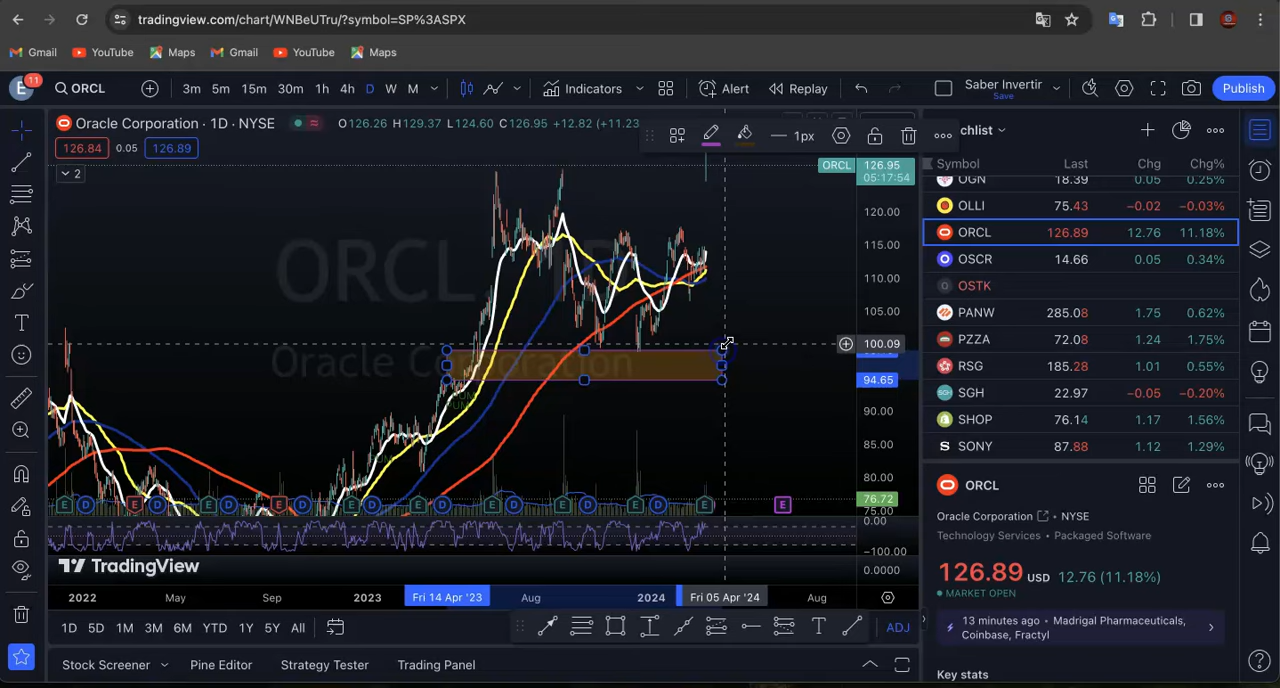 tradingview.com/chart/WNBeUTru/?symbol=SP%3ASPX
Gmail YouTube Maps Gmail YouTube Maps
E 11 ORCL 3m 5m 15m 30m 1h 4h D W M Indicators Alert Replay Saber Invertir Save Publish
Oracle Corporation · 1D · NYSE O126.26 H129.37 L124.60 C126.95 +12.82 (+11.23
1px
chlist
126.84 0.05 126.89
2
ORCL 126.95
05:17:54
120.00
115.00
110.00
105.00
100.09
94.65
90.00
85.00
80.00
76.72
75.00
0.00
−100.00
0.0000
ORCL, 1D
Oracle Corporation
E D E D E D E D E D E D E D E D E D E E
TradingView
2022 May Sep 2023 Fri 14 Apr '23 Aug 2024 Fri 05 Apr '24 Aug
1D 5D 1M 3M 6M YTD 1Y 5Y All ADJ
Stock Screener Pine Editor Strategy Tester Trading Panel
Symbol Last Chg Chg%
OGN 18.39 0.05 0.25%
OLLI 75.43 −0.02 −0.03%
ORCL 126.89 12.76 11.18%
OSCR 14.66 0.05 0.34%
OSTK
PANW 285.08 1.75 0.62%
PZZA 72.08 1.24 1.75%
RSG 185.28 1.01 0.55%
SGH 22.97 −0.05 −0.20%
SHOP 76.14 1.17 1.56%
SONY 87.88 1.12 1.29%
ORCL
Oracle Corporation • NYSE
Technology Services • Packaged Software
126.89 USD 12.76 (11.18%)
MARKET OPEN
13 minutes ago • Madrigal Pharmaceuticals,
Coinbase, Fractyl
Key stats